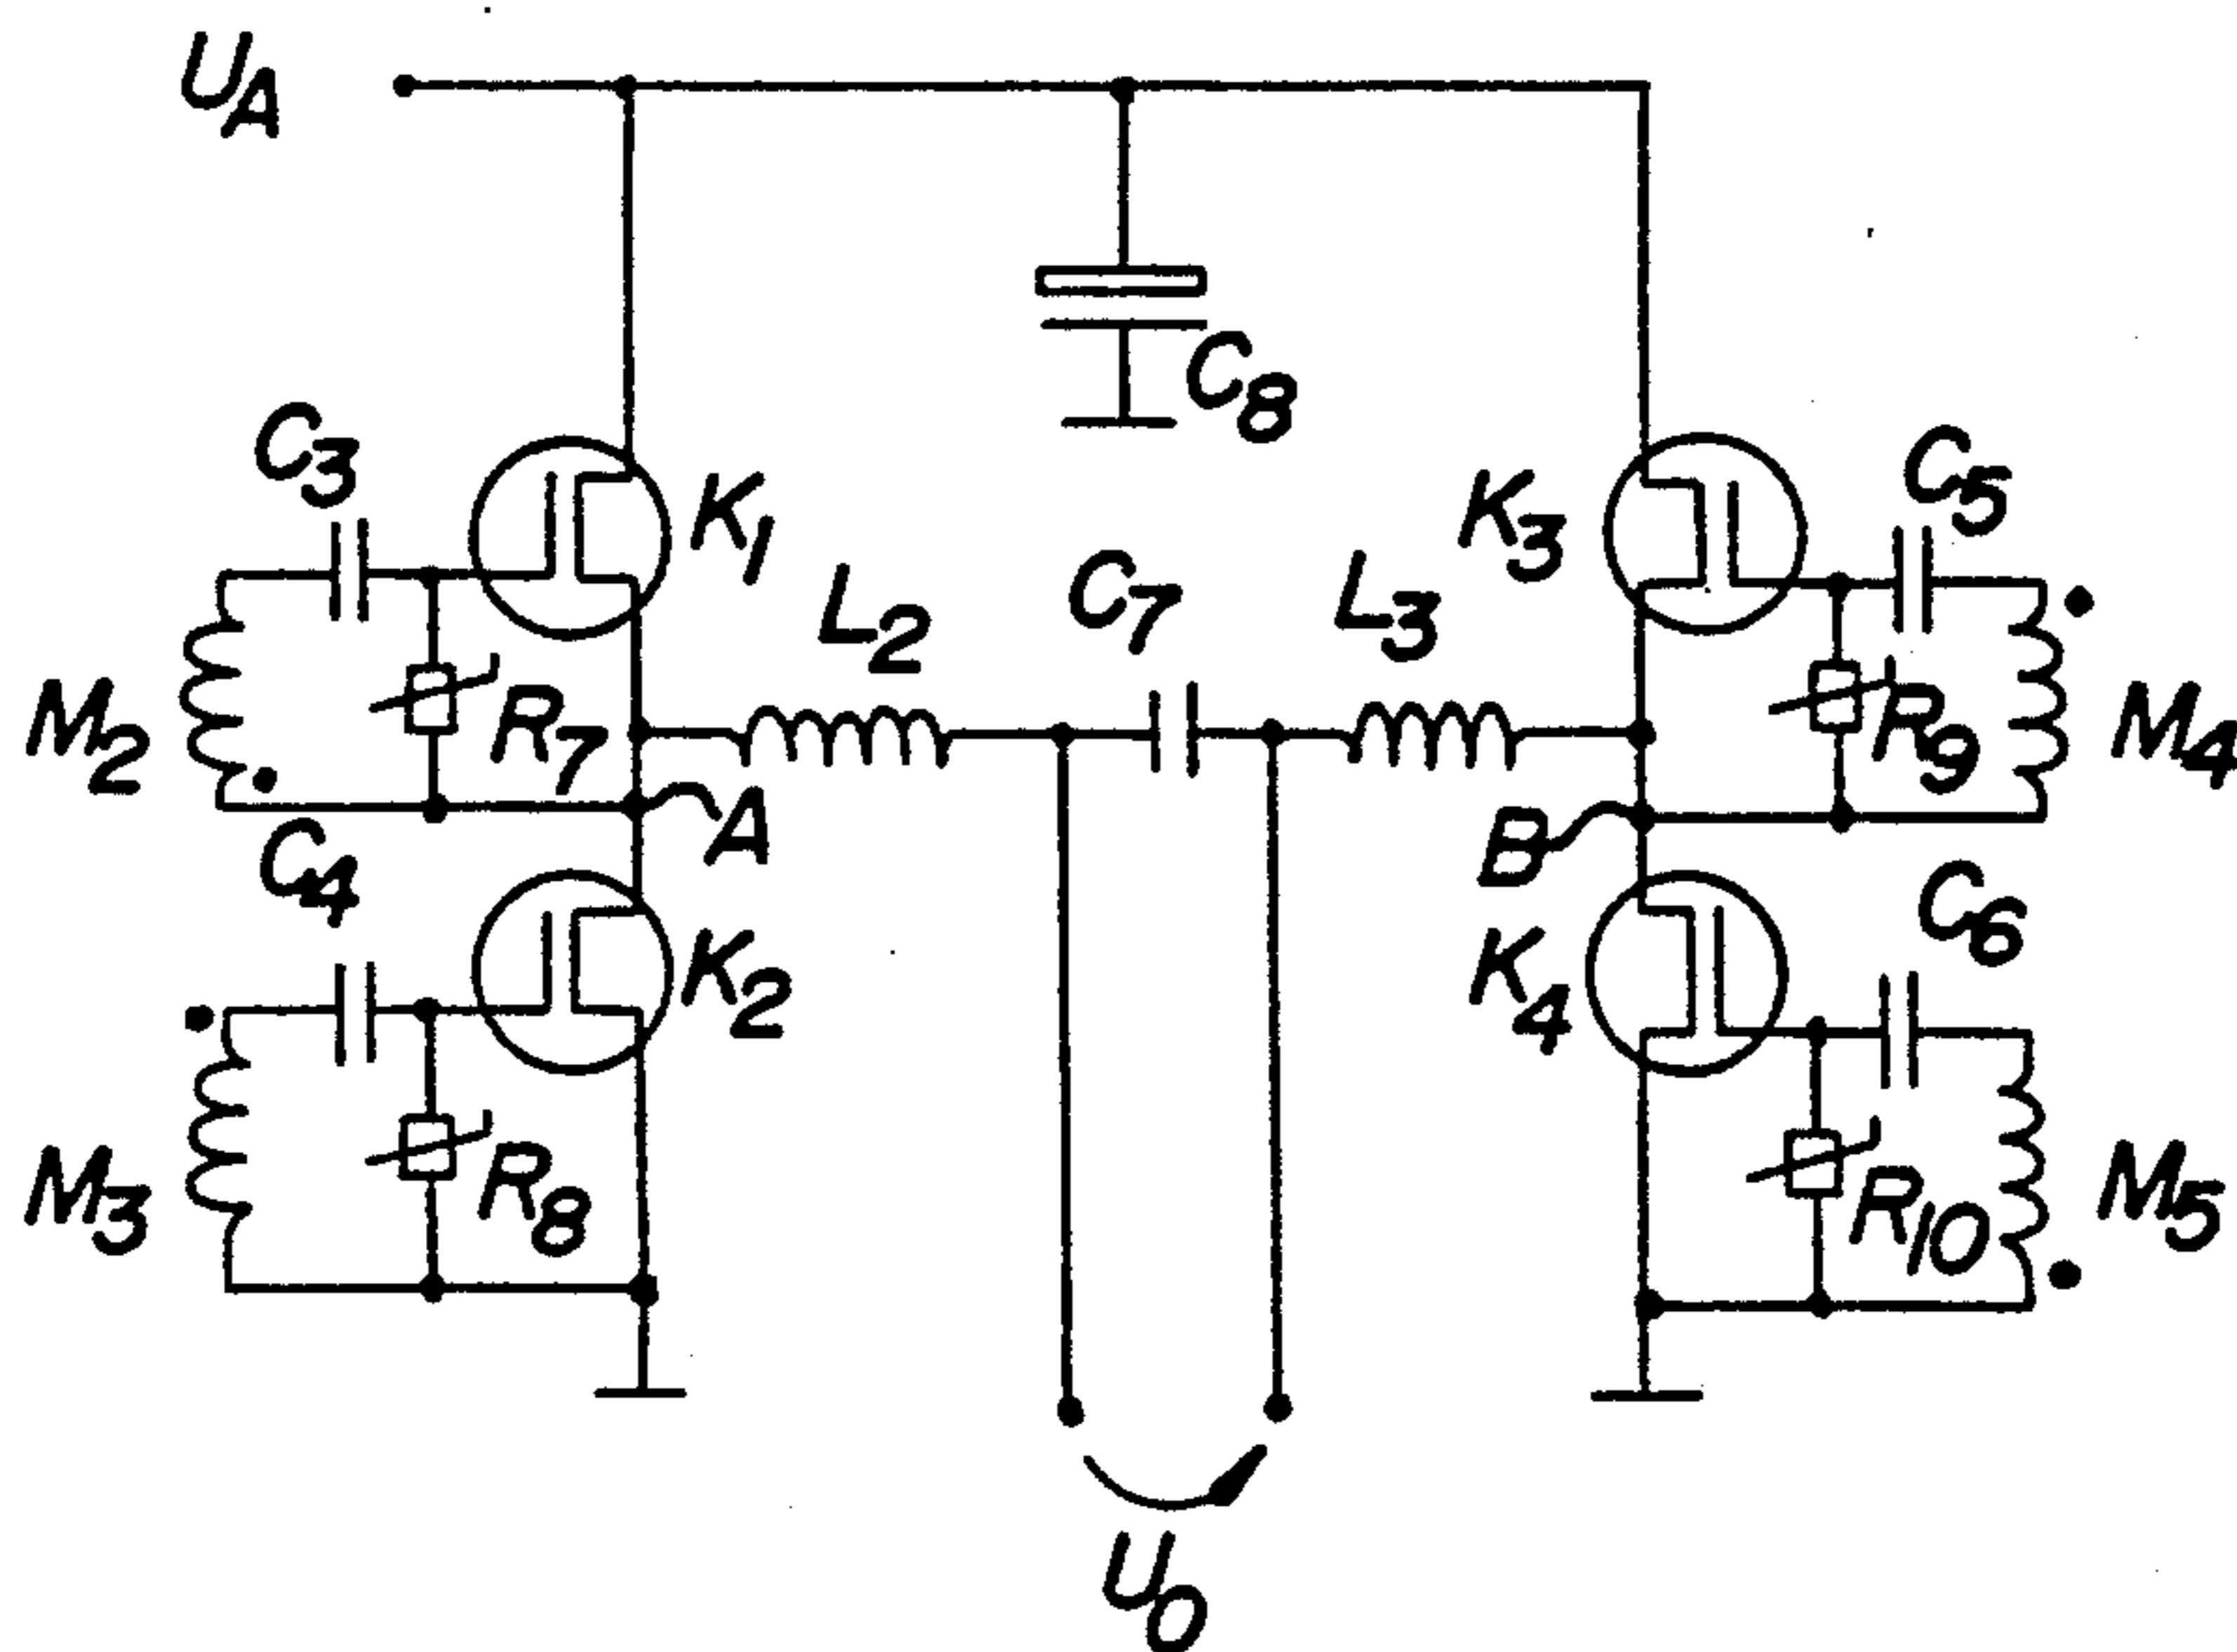 U_A
C_3
K_1
C_8
K_3
C_5
L_2
C_7
L_3
M_2
R_7
R_9
M_4
A
B
C_4
K_2
K_4
C_6
M_3
R_8
R_10
M_5
U_0